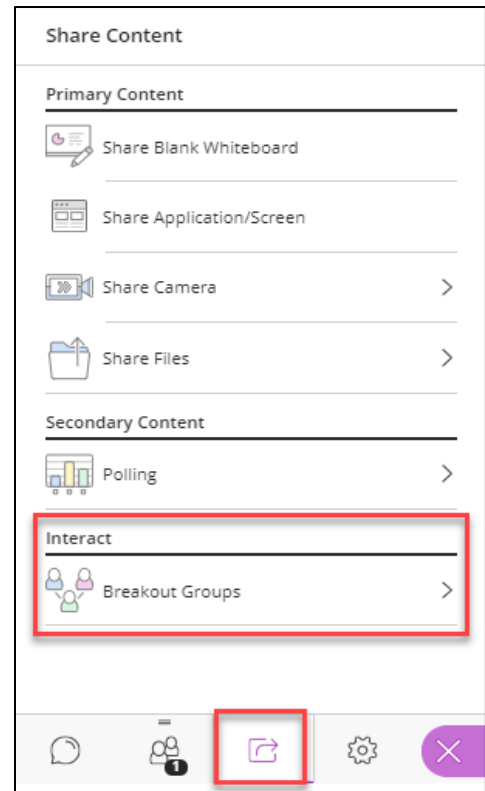 Share Content
Primary Content
Share Blank Whiteboard
Share Application/Screen
Share Camera
Share Files
Secondary Content
Polling
Interact
Breakout Groups
1